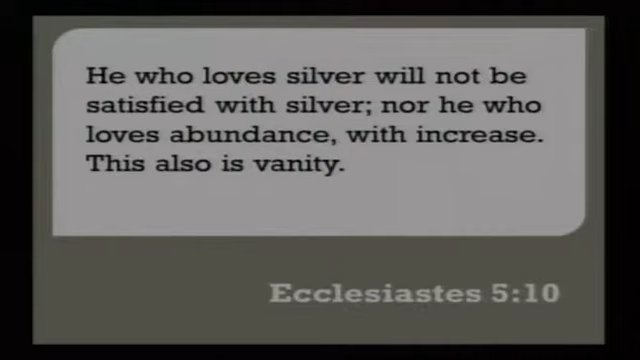 He who loves silver will not be
satisfied with silver; nor he who
loves abundance, with increase.
This also is vanity.
Ecclesiastes 5:10